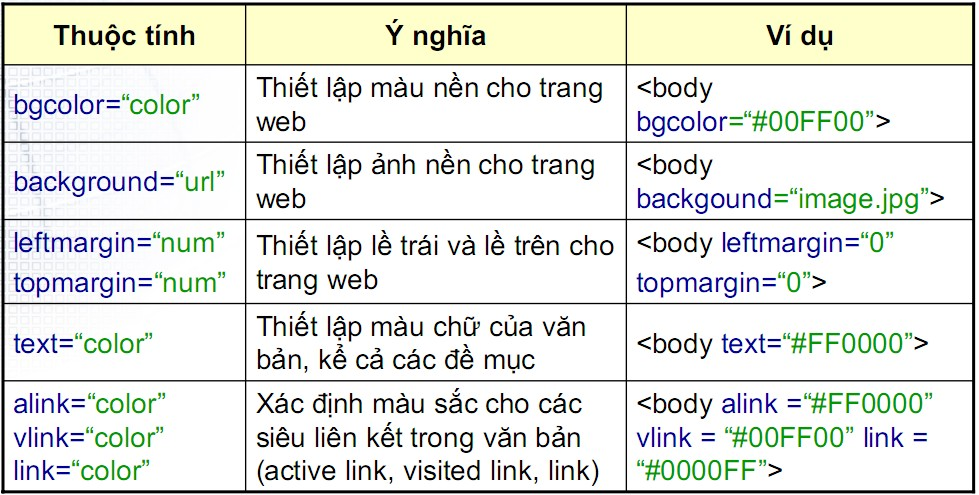 Thuộc tính
Ý nghĩa
Ví dụ
bgcolor=“color”
Thiết lập màu nền cho trang
web
<body
bgcolor=“#00FF00”>
background=“url”
Thiết lập ảnh nền cho trang
web
<body
backgound=“image.jpg”>
leftmargin=“num”
topmargin=“num”
Thiết lập lề trái và lề trên cho
trang web
<body leftmargin=“0”
topmargin=“0”>
text=“color”
Thiết lập màu chữ của văn
bản, kể cả các đề mục
<body text=“#FF0000”>
alink=“color”
vlink=“color”
link=“color”
Xác định màu sắc cho các
siêu liên kết trong văn bản
(active link, visited link, link)
<body alink =“#FF0000”
vlink = “#00FF00” link =
“#0000FF”>